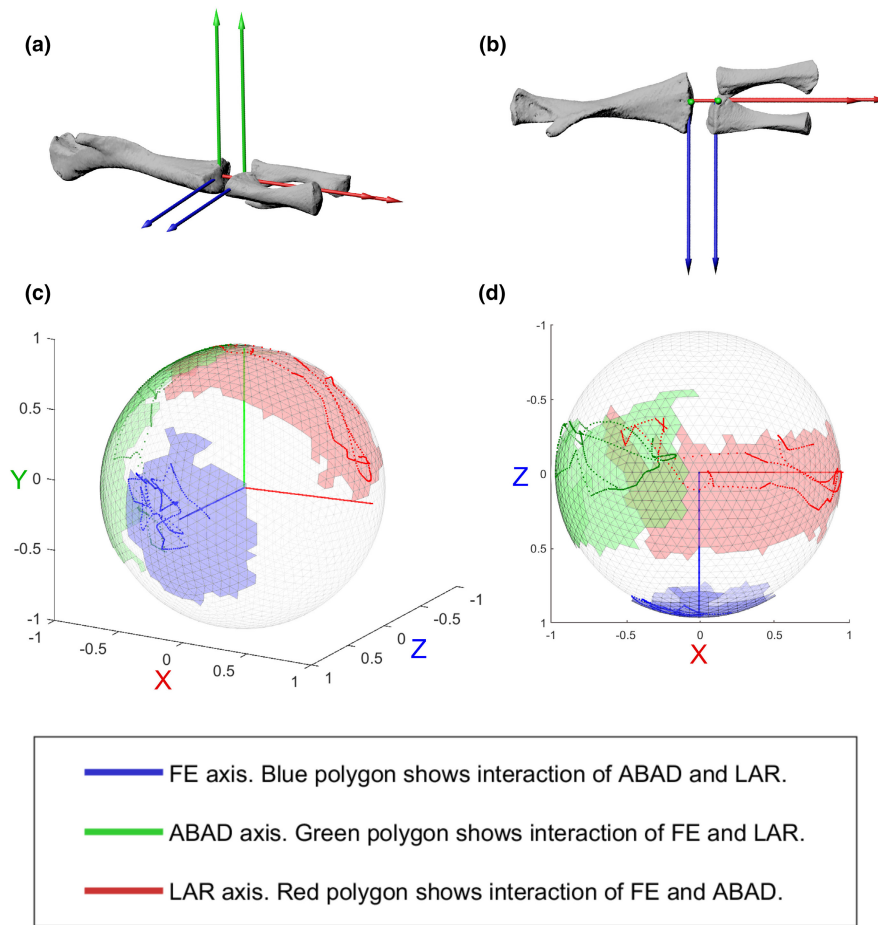 (a)
(b)
(c)
(d)
1
0.5
Y
0
-0.5
-1
-1
-0.5
X
0
0.5
1
1
0.5
Z
0
-0.5
-1
-1
-0.5
Z
0
0.5
1
-1
-0.5
0
X
0.5
1
FE axis. Blue polygon shows interaction of ABAD and LAR.
ABAD axis. Green polygon shows interaction of FE and LAR.
LAR axis. Red polygon shows interaction of FE and ABAD.